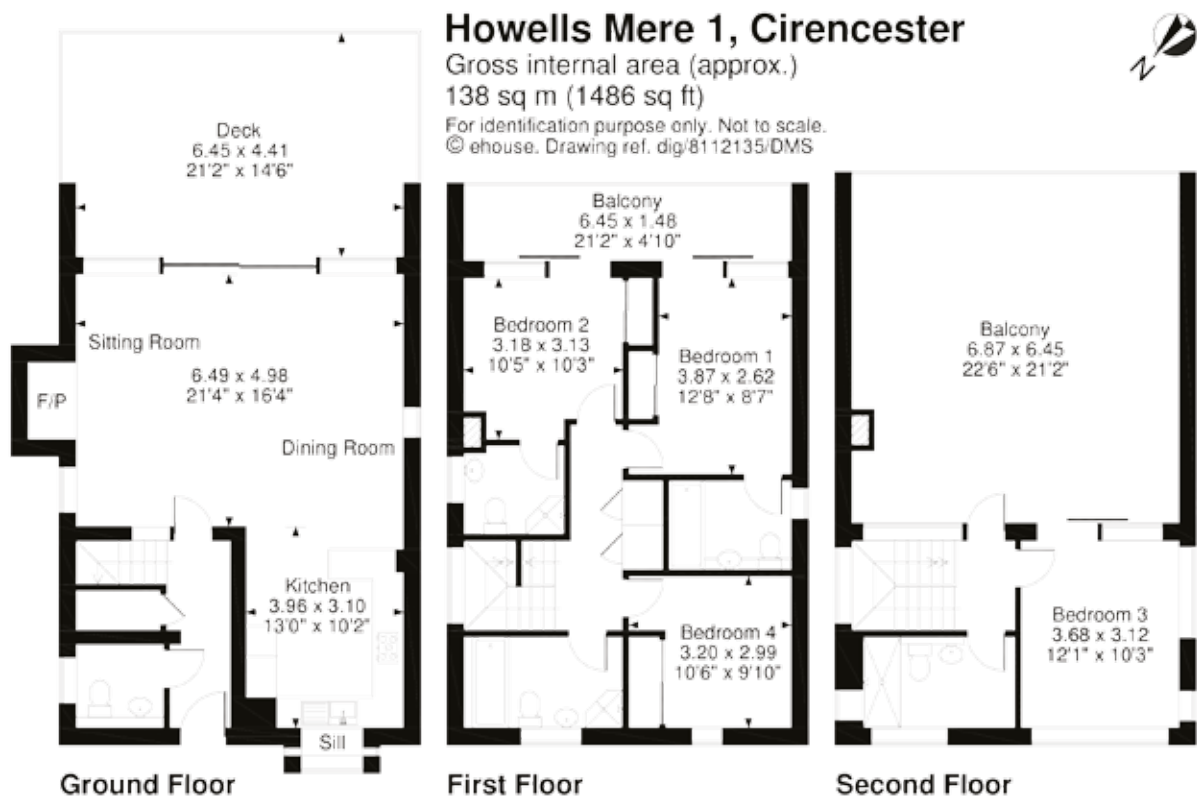 Howells Mere 1, Cirencester
Gross internal area (approx.)
138 sq m (1486 sq ft)
For identification purpose only. Not to scale.
© ehouse. Drawing ref. dig/8112135/DMS
N
Deck
6.45 x 4.41
21'2" x 14'6"
Sitting Room
6.49 x 4.98
21'4" x 16'4"
F/P
Dining Room
Kitchen
3.96 x 3.10
13'0" x 10'2"
Sill
Ground Floor
Balcony
6.45 x 1.48
21'2" x 4'10"
Bedroom 2
3.18 x 3.13
10'5" x 10'3"
Bedroom 1
3.87 x 2.62
12'8" x 8'7"
Bedroom 4
3.20 x 2.99
10'6" x 9'10"
First Floor
Balcony
6.87 x 6.45
22'6" x 21'2"
Bedroom 3
3.68 x 3.12
12'1" x 10'3"
Second Floor